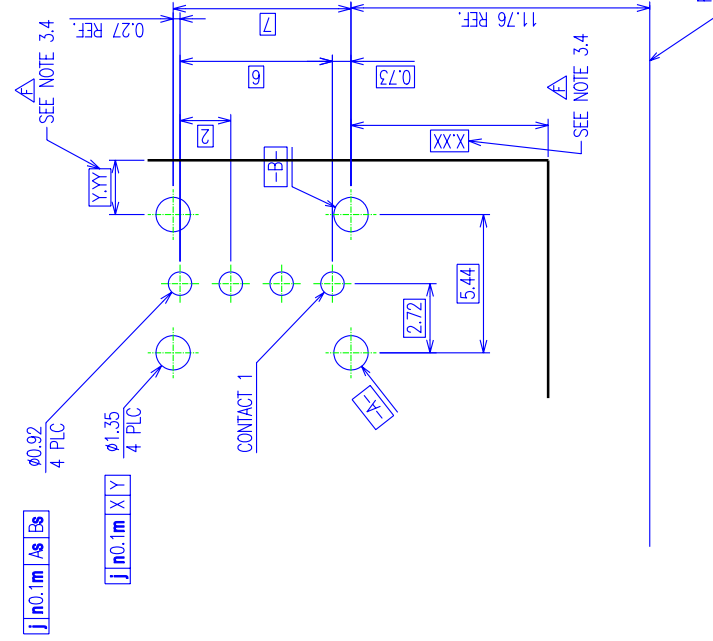 0.27 REF.
7
11.76 REF.
F
SEE NOTE 3.4
6
0.73
2
X.XX
F
SEE NOTE 3.4
Y.YY
-B-
5.44
2.72
Ø0.92
4 PLC
Ø1.35
4 PLC
CONTACT 1
-A-
j n0.1m As Bs
j n0.1m X Y